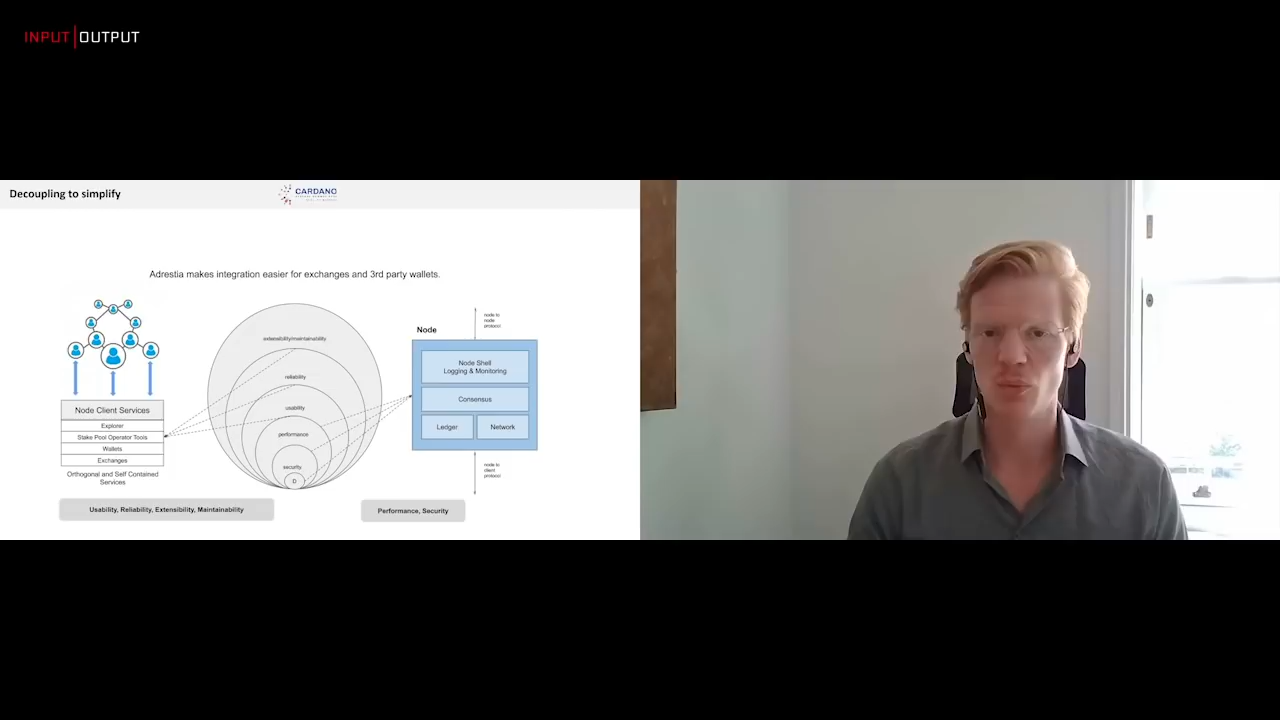 INPUT|OUTPUT
Decoupling to simplify
CARDANO
Adrestia makes integration easier for exchanges and 3rd party wallets.
Node Client Services
Explorer
Stake Pool Operator Tools
Wallets
Exchanges
Orthogonal and Self Contained
Services
extensibility/maintainability
reliability
usability
performance
security
D
Node
node to
node
protocol
Node Shell
Logging & Monitoring
Consensus
Ledger
Network
node to
client
protocol
Usability, Reliability, Extensibility, Maintainability
Performance, Security